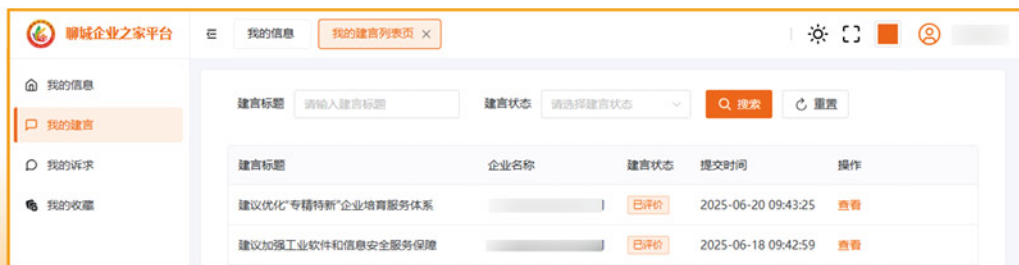 聊城企业之家平台 我的信息 我的建言列表页 ×
我的信息
建言标题 请输入建言标题 建言状态 请选择建言状态 搜索 重置
我的建言
我的诉求
建言标题 企业名称 建言状态 提交时间 操作
我的收藏
建议优化“专精特新”企业培育服务体系 已评价 2025-06-20 09:43:25 查看
建议加强工业软件和信息安全服务保障 已评价 2025-06-18 09:42:59 查看